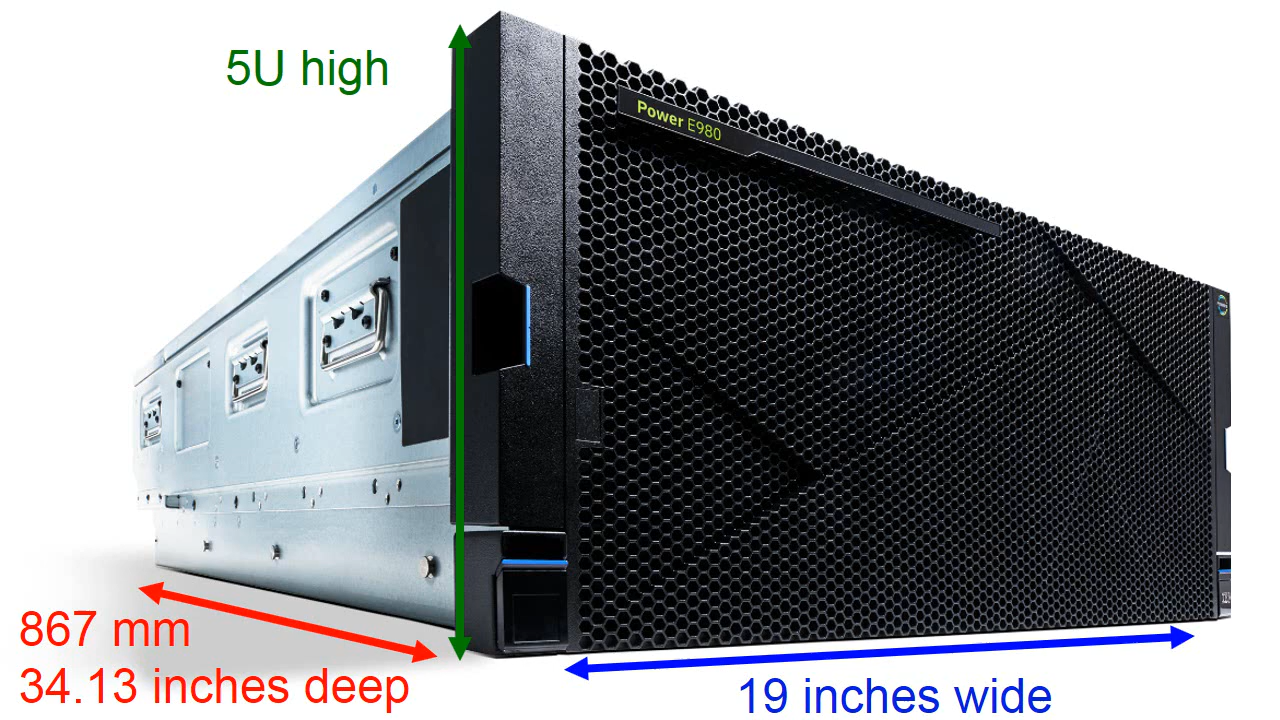 5U high
Power E980
867 mm
34.13 inches deep
19 inches wide